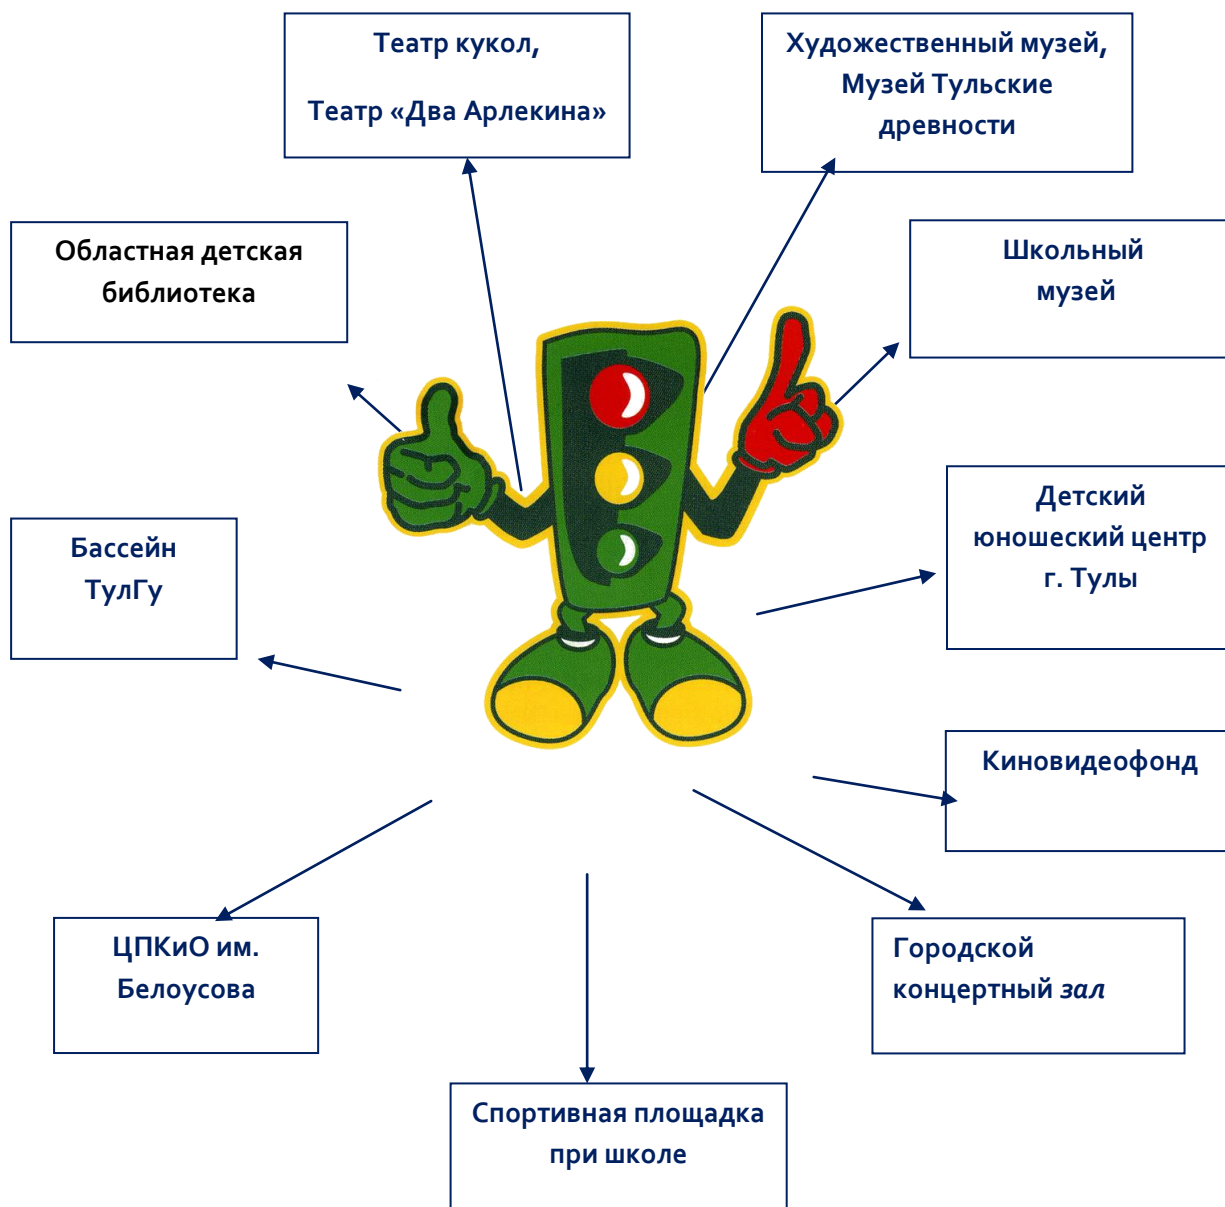 Театр кукол,
Театр «Два Арлекина»
Художественный музей,
Музей Тульские
древности
Областная детская
библиотека
Школьный
музей
Бассейн
ТулГу
Детский
юношеский центр
г. Тулы
Киновидеофонд
ЦПКиО им.
Белоусова
Городской
концертный зал
Спортивная площадка
при школе